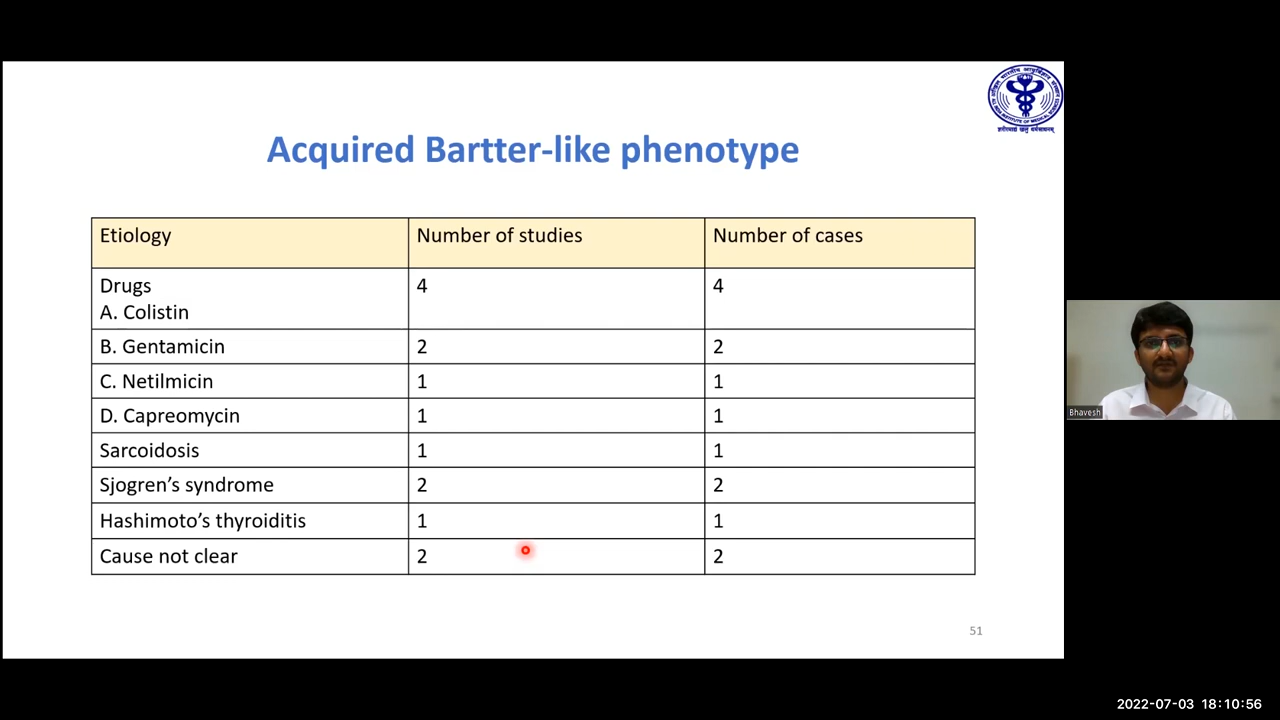 Acquired Bartter-like phenotype
Etiology Number of studies Number of cases
Drugs 4 4
A. Colistin
B. Gentamicin 2 2
C. Netilmicin 1 1
D. Capreomycin 1 1
Sarcoidosis 1 1
Sjogren’s syndrome 2 2
Hashimoto’s thyroiditis 1 1
Cause not clear 2 2
51
Bhavesh
2022-07-03 18:10:56